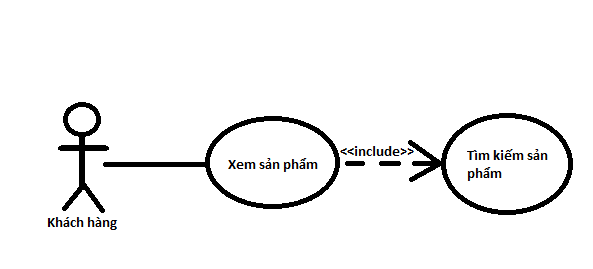 <<include>>
Xem sản phẩm
Tìm kiếm sản
phẩm
Khách hàng